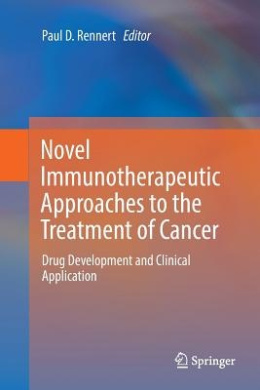 Paul D. Rennert Editor
Novel
Immunotherapeutic
Approaches to the
Treatment of Cancer
Drug Development and Clinical
Application
Springer